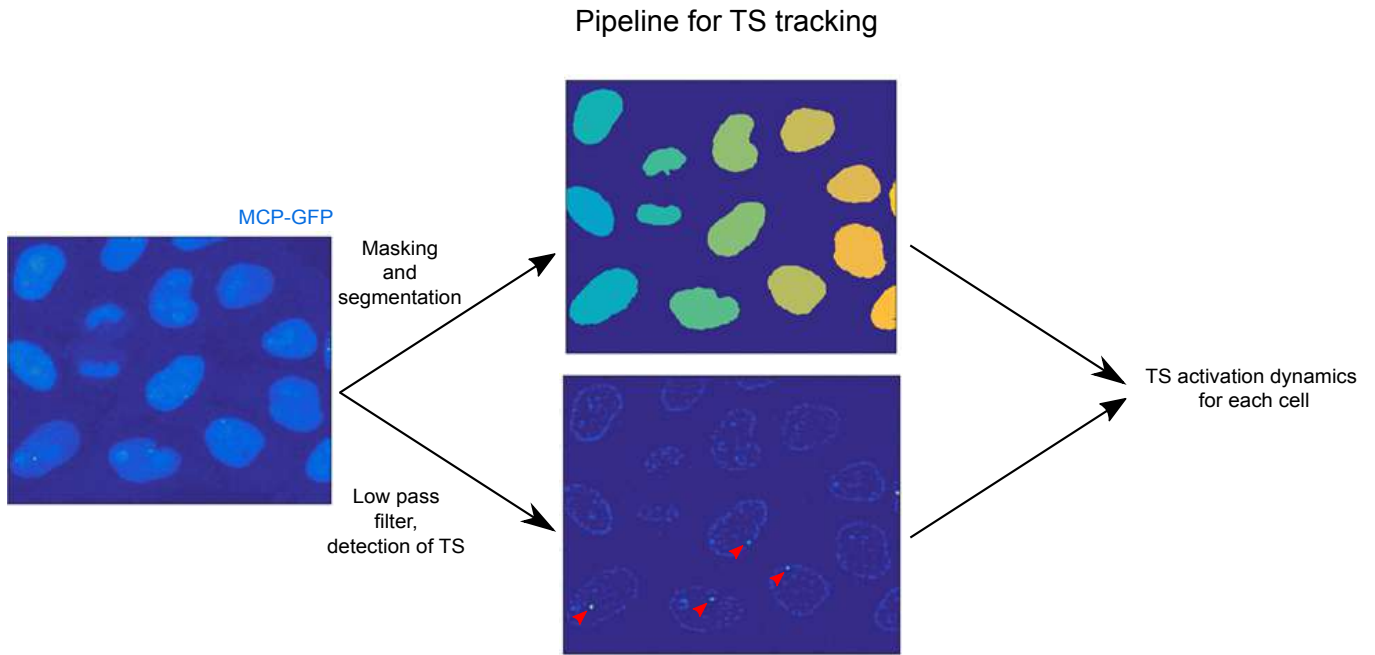 Pipeline for TS tracking
MCP-GFP
Masking
and
segmentation
Low pass
filter,
detection of TS
TS activation dynamics
for each cell